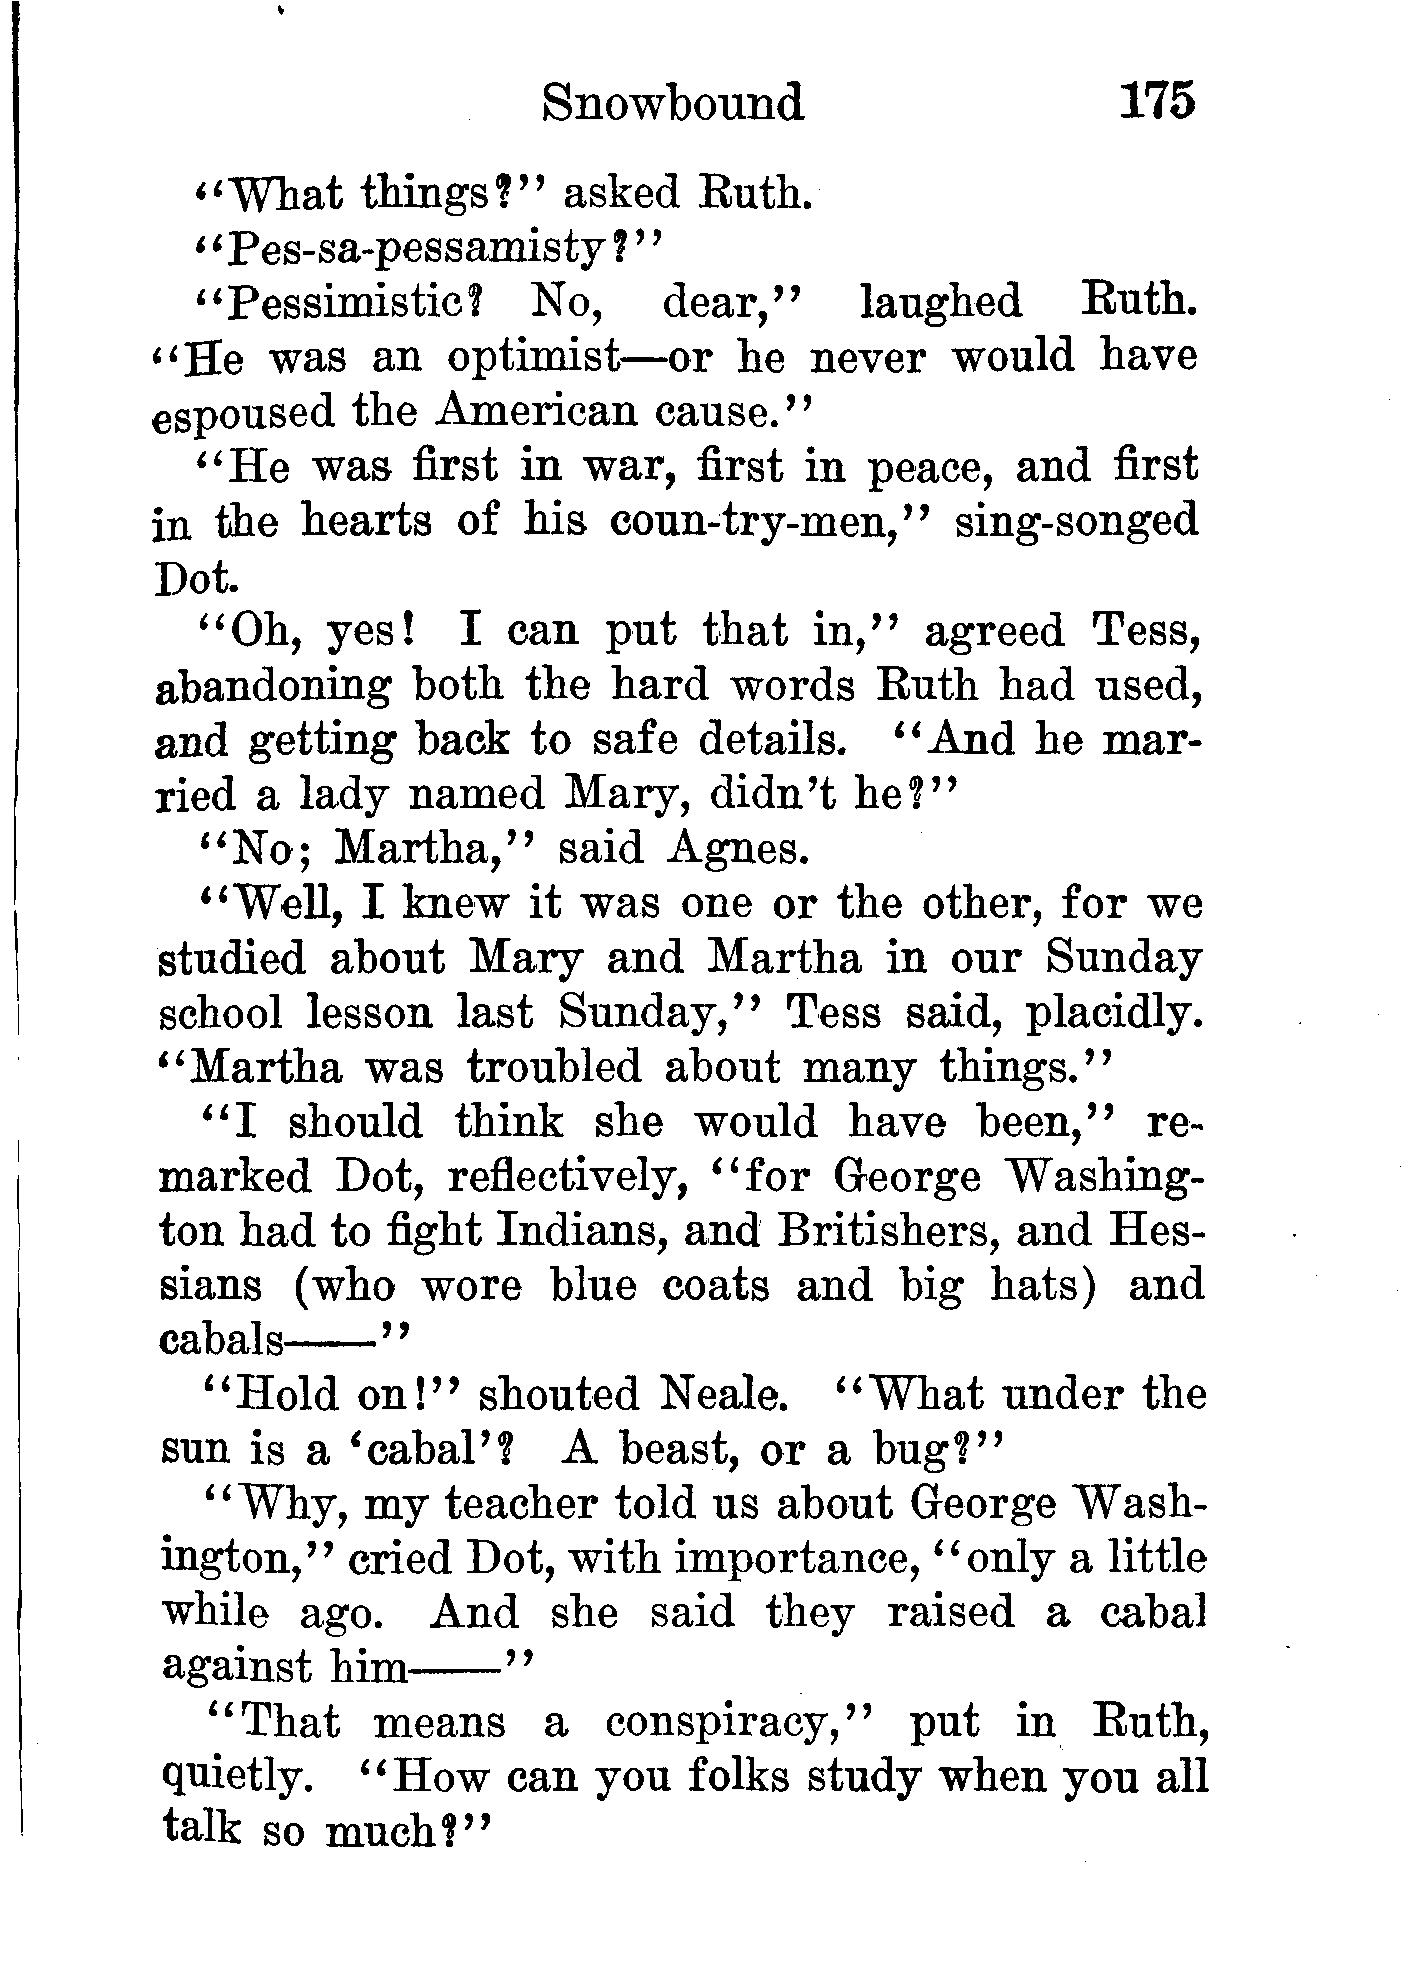 Snowbound 175
“What things?” asked Ruth.
“Pes-sa-pessamisty?”
“Pessimistic? No, dear,” laughed Ruth.
“He was an optimist—or he never would have
espoused the American cause.”
“He was first in war, first in peace, and first
in the hearts of his coun-try-men,” sing-songed
Dot.
“Oh, yes! I can put that in,” agreed Tess,
abandoning both the hard words Ruth had used,
and getting back to safe details. “And he mar-
ried a lady named Mary, didn’t he?”
“No; Martha,” said Agnes.
“Well, I knew it was one or the other, for we
studied about Mary and Martha in our Sunday
school lesson last Sunday,” Tess said, placidly.
“Martha was troubled about many things.”
“I should think she would have been,” re-
marked Dot, reflectively, “for George Washing-
ton had to fight Indians, and Britishers, and Hes-
sians (who wore blue coats and big hats) and
cabals——”
“Hold on!” shouted Neale. “What under the
sun is a ‘cabal’? A beast, or a bug?”
“Why, my teacher told us about George Wash-
ington,” cried Dot, with importance, “only a little
while ago. And she said they raised a cabal
against him——”
“That means a conspiracy,” put in Ruth,
quietly. “How can you folks study when you all
talk so much?”